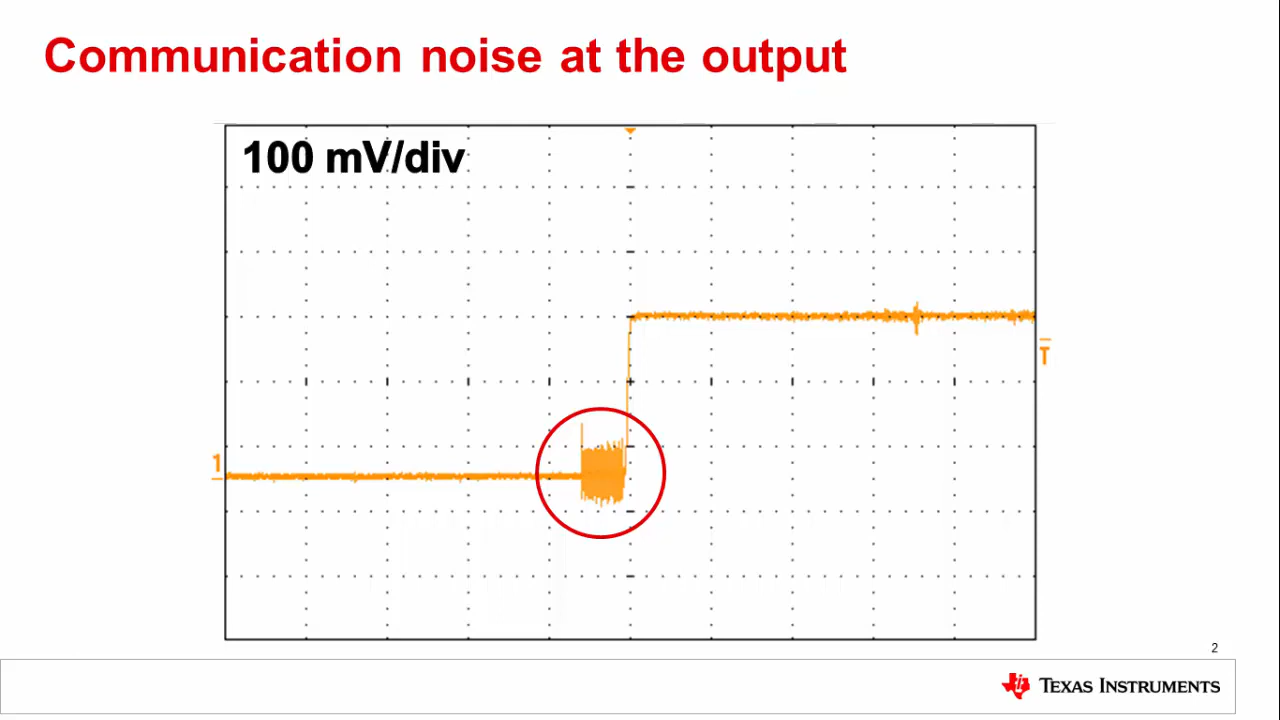 Communication noise at the output
100 mV/div
1
T
2
TEXAS INSTRUMENTS